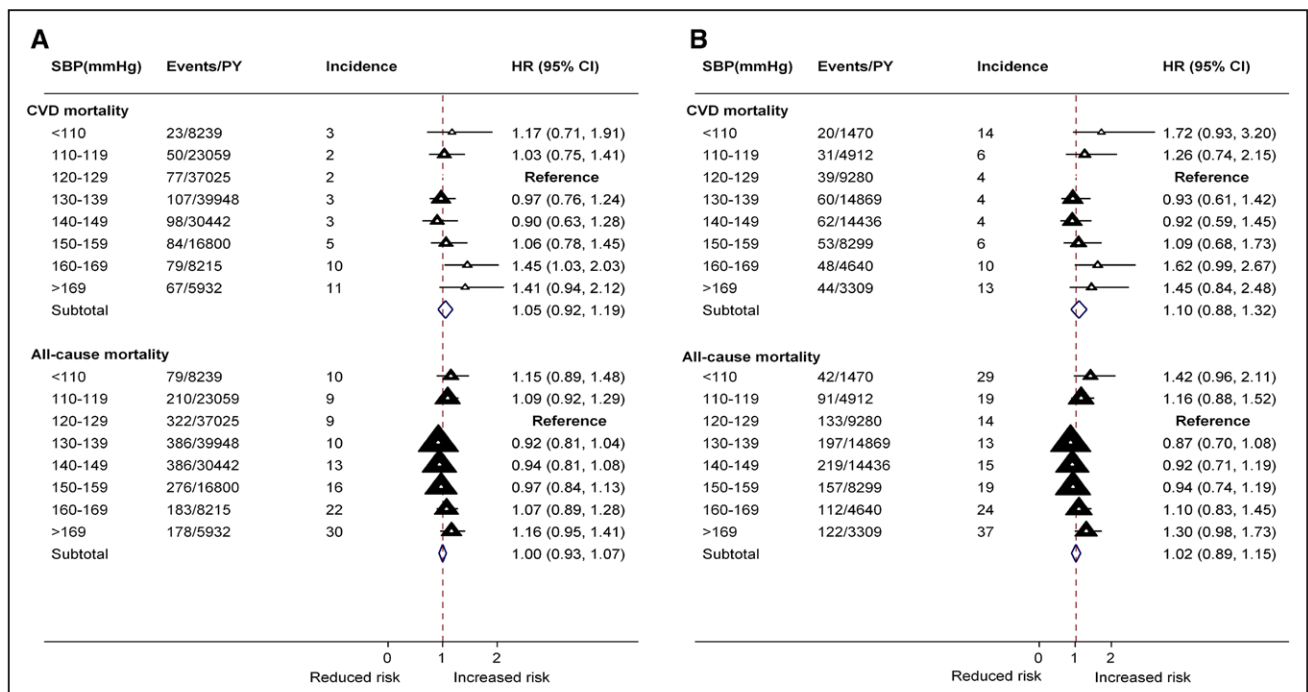 A
SBP(mmHg) Events/PY Incidence HR (95% CI)
CVD mortality
<110 23/8239 3 1.17 (0.71, 1.91)
110-119 50/23059 2 1.03 (0.75, 1.41)
120-129 77/37025 2 Reference
130-139 107/39948 3 0.97 (0.76, 1.24)
140-149 98/30442 3 0.90 (0.63, 1.28)
150-159 84/16800 5 1.06 (0.78, 1.45)
160-169 79/8215 10 1.45 (1.03, 2.03)
>169 67/5932 11 1.41 (0.94, 2.12)
Subtotal 1.05 (0.92, 1.19)
All-cause mortality
<110 79/8239 10 1.15 (0.89, 1.48)
110-119 210/23059 9 1.09 (0.92, 1.29)
120-129 322/37025 9 Reference
130-139 386/39948 10 0.92 (0.81, 1.04)
140-149 386/30442 13 0.94 (0.81, 1.08)
150-159 276/16800 16 0.97 (0.84, 1.13)
160-169 183/8215 22 1.07 (0.89, 1.28)
>169 178/5932 30 1.16 (0.95, 1.41)
Subtotal 1.00 (0.93, 1.07)
0 1 2
Reduced risk Increased risk
B
SBP(mmHg) Events/PY Incidence HR (95% CI)
CVD mortality
<110 20/1470 14 1.72 (0.93, 3.20)
110-119 31/4912 6 1.26 (0.74, 2.15)
120-129 39/9280 4 Reference
130-139 60/14869 4 0.93 (0.61, 1.42)
140-149 62/14436 4 0.92 (0.59, 1.45)
150-159 53/8299 6 1.09 (0.68, 1.73)
160-169 48/4640 10 1.62 (0.99, 2.67)
>169 44/3309 13 1.45 (0.84, 2.48)
Subtotal 1.10 (0.88, 1.32)
All-cause mortality
<110 42/1470 29 1.42 (0.96, 2.11)
110-119 91/4912 19 1.16 (0.88, 1.52)
120-129 133/9280 14 Reference
130-139 197/14869 13 0.87 (0.70, 1.08)
140-149 219/14436 15 0.92 (0.71, 1.19)
150-159 157/8299 19 0.94 (0.74, 1.19)
160-169 112/4640 24 1.10 (0.83, 1.45)
>169 122/3309 37 1.30 (0.98, 1.73)
Subtotal 1.02 (0.89, 1.15)
0 1 2
Reduced risk Increased risk